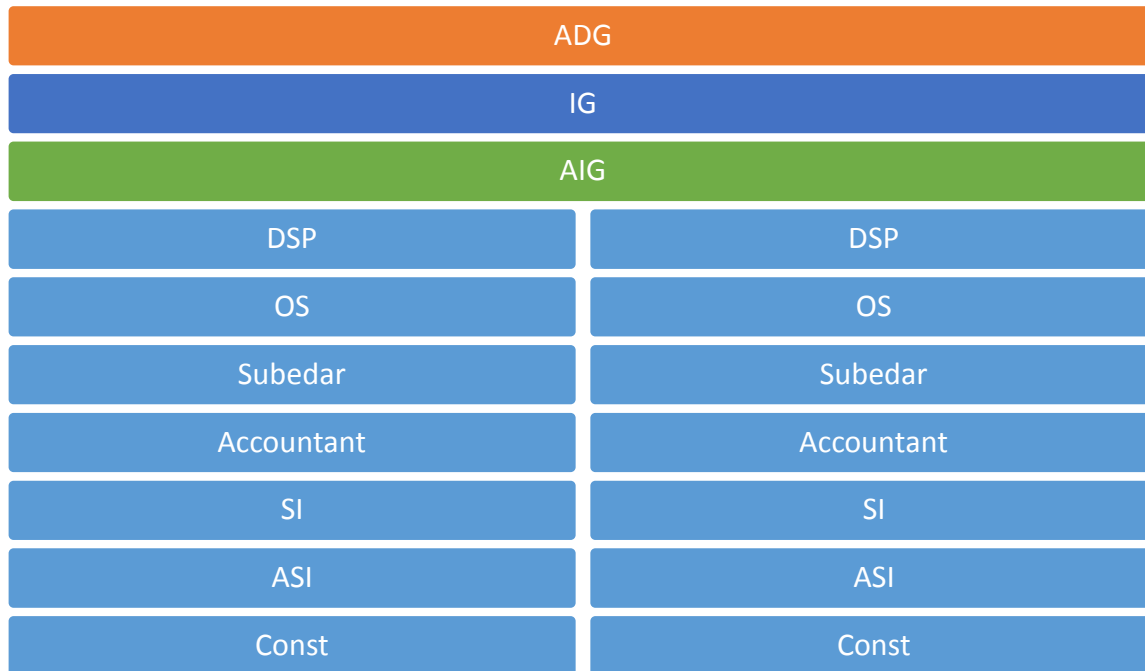 ADG
IG
AIG
DSP DSP
OS OS
Subedar Subedar
Accountant Accountant
SI SI
ASI ASI
Const Const